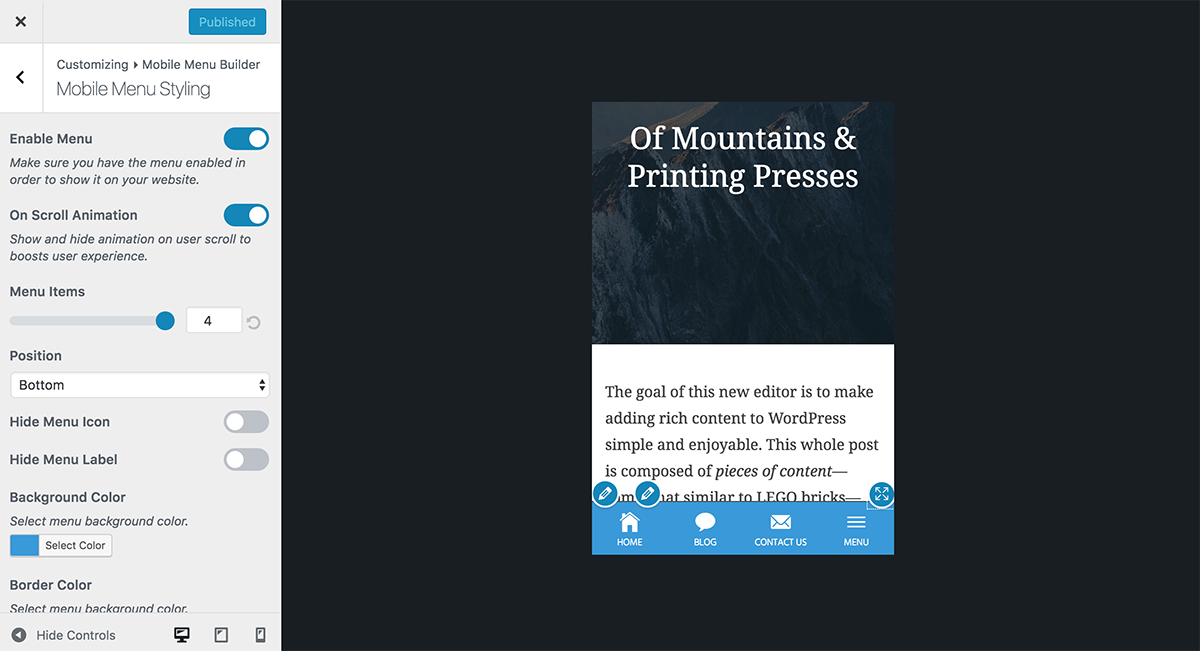 Published
Customizing ▸ Mobile Menu Builder
Mobile Menu Styling
Enable Menu
Make sure you have the menu enabled in
order to show it on your website.
On Scroll Animation
Show and hide animation on user scroll to
boosts user experience.
Menu Items
4
Position
Bottom
Hide Menu Icon
Hide Menu Label
Background Color
Select menu background color.
Select Color
Border Color
Select menu background color.
Hide Controls
Of Mountains &
Printing Presses
The goal of this new editor is to make
adding rich content to WordPress
simple and enjoyable. This whole post
is composed of pieces of content—
similar to LEGO bricks—
HOME
BLOG
CONTACT US
MENU